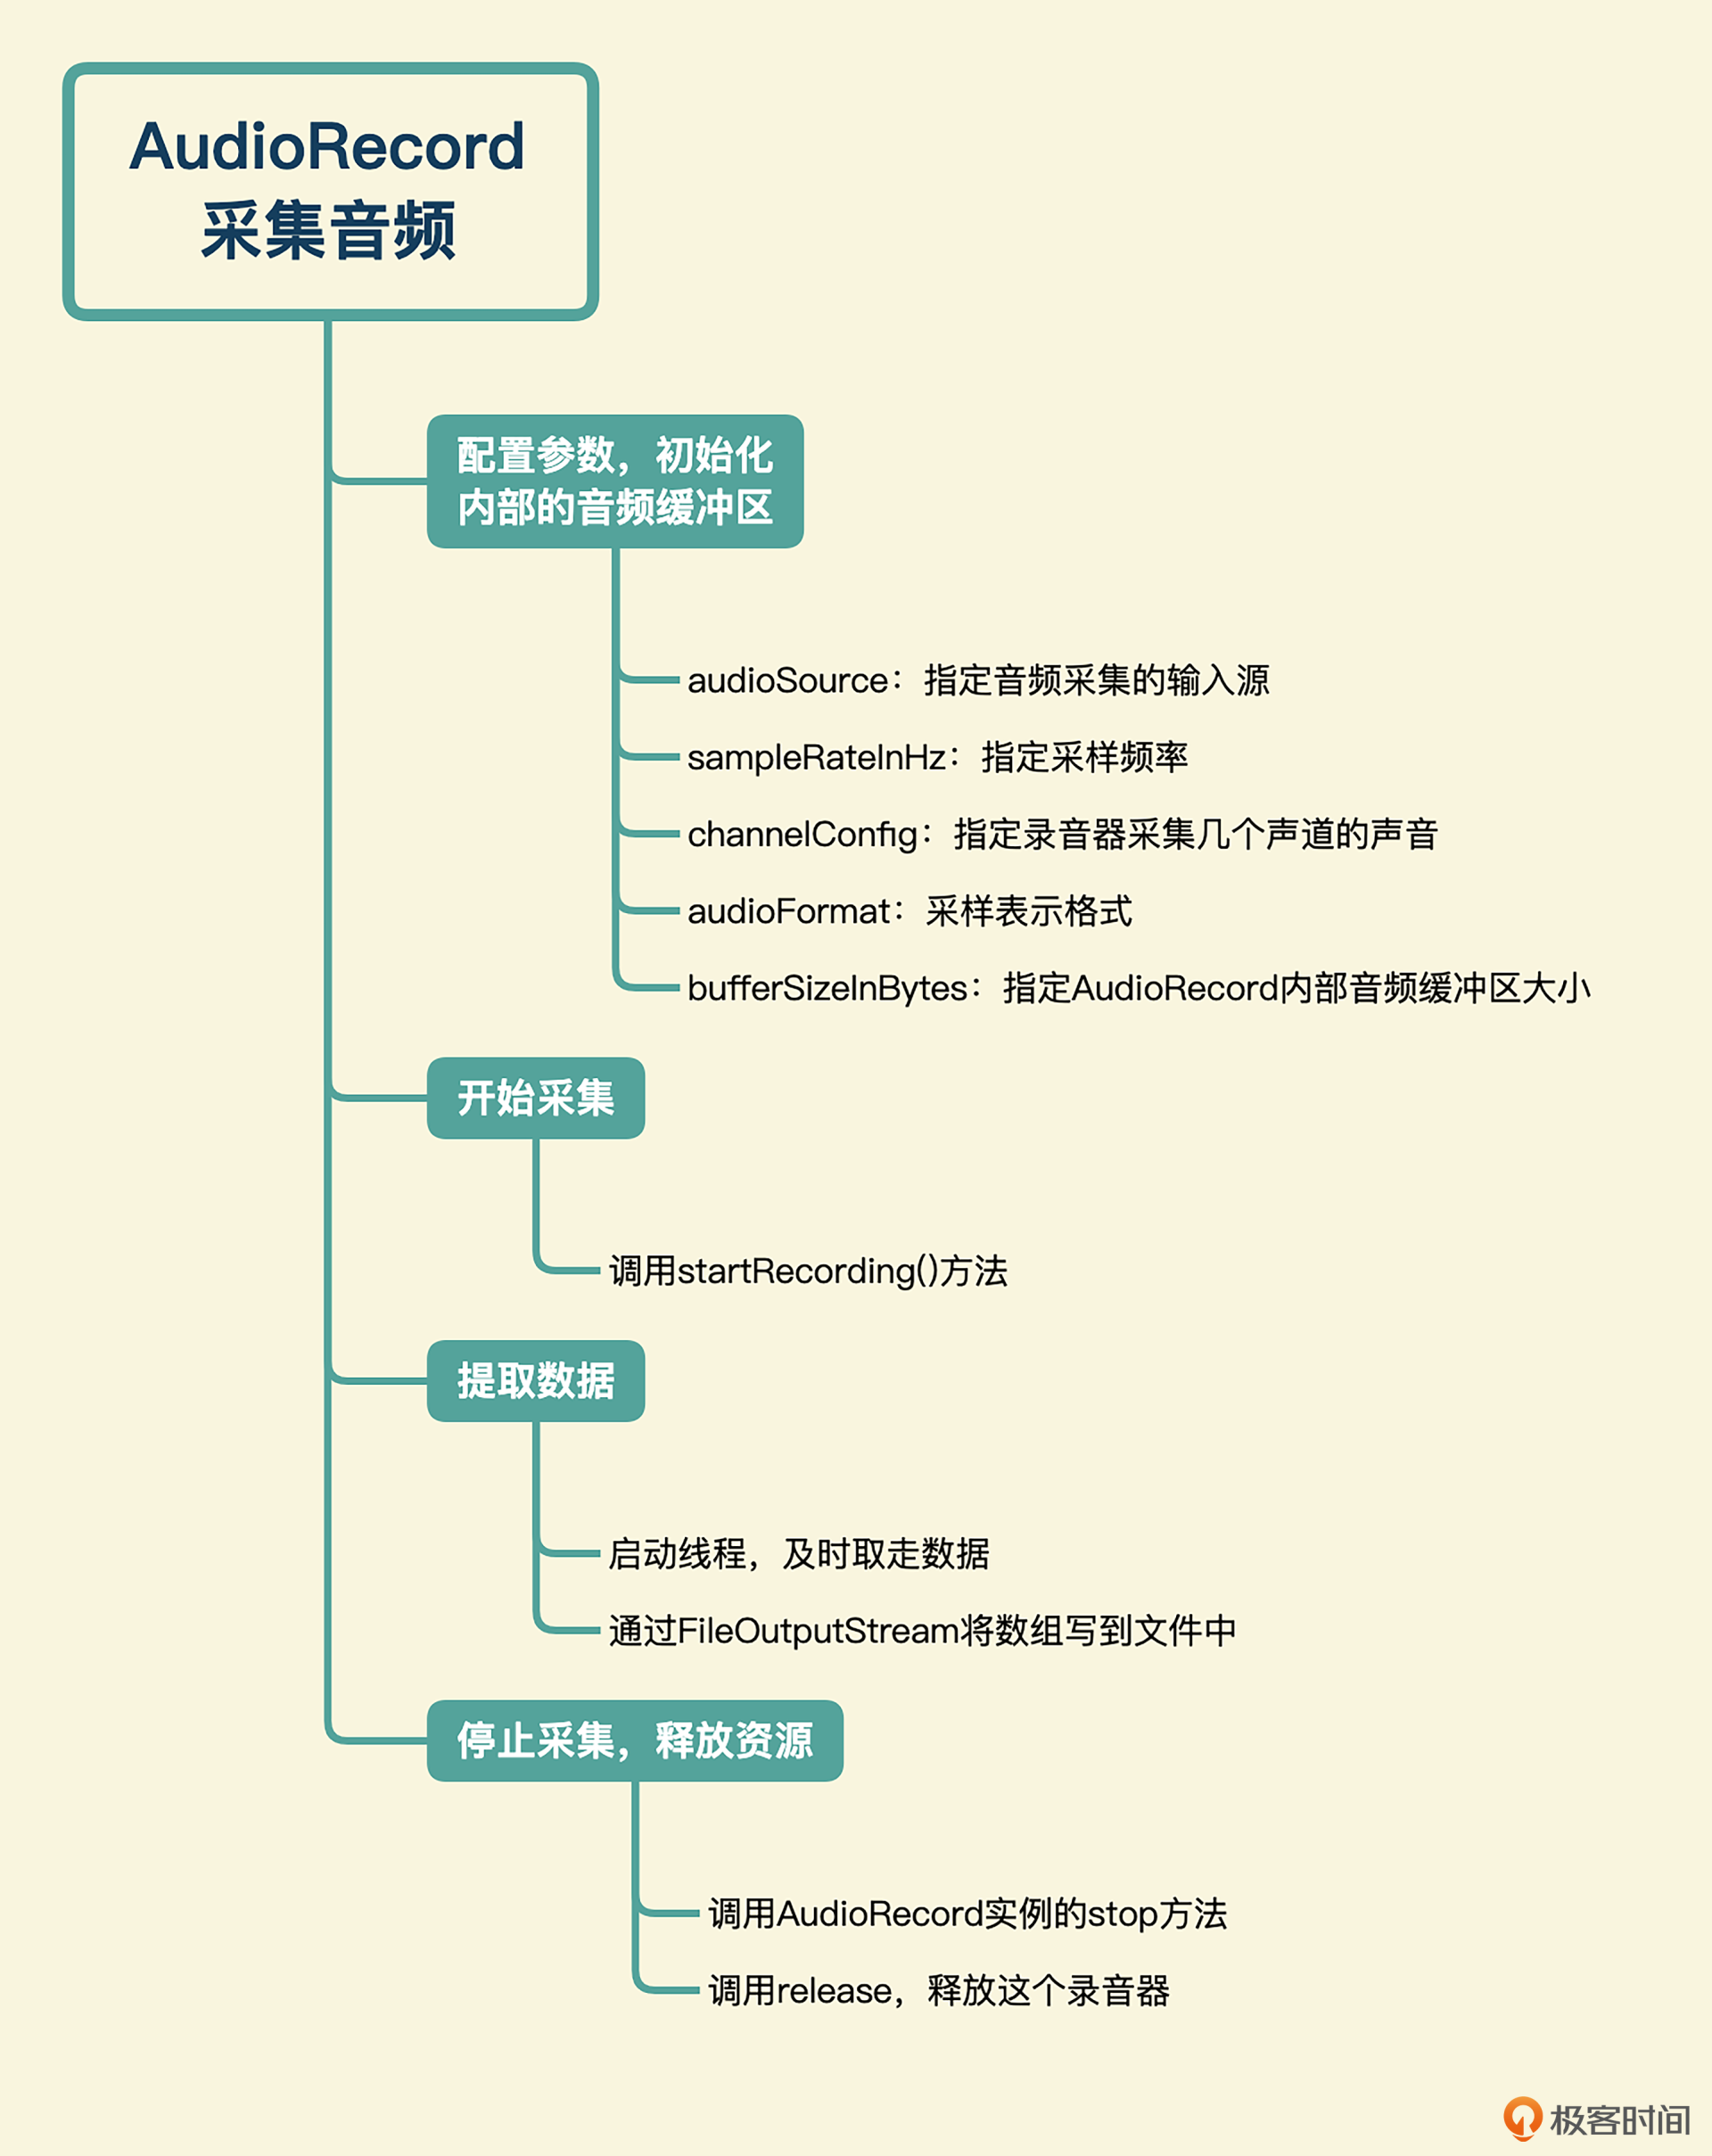 AudioRecord
采集音频
配置参数，初始化
内部的音频缓冲区
audioSource：指定音频采集的输入源
sampleRateInHz：指定采样频率
channelConfig：指定录音器采集几个声道的声音
audioFormat：采样表示格式
bufferSizeInBytes：指定AudioRecord内部音频缓冲区大小
开始采集
调用startRecording()方法
提取数据
启动线程，及时取走数据
通过FileOutputStream将数组写到文件中
停止采集，释放资源
调用AudioRecord实例的stop方法
调用release，释放这个录音器
极客时间